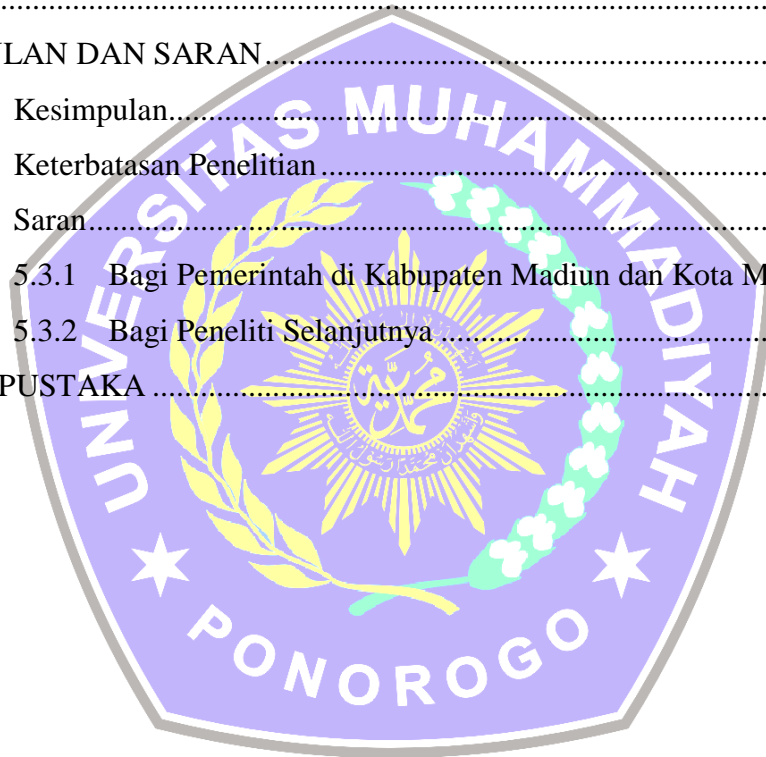 ..........................................................................................
LAN DAN SARAN..........................................................................
Kesimpulan..........................................................................
Keterbatasan Penelitian..........................................................
Saran..........................................................................
5.3.1 Bagi Pemerintah di Kabupaten Madiun dan Kota M
5.3.2 Bagi Peneliti Selanjutnya ..........................................
PUSTAKA ..........................................................................
UNIVERSITAS MUHAMMADIYAH
PONOROGO
محمدية